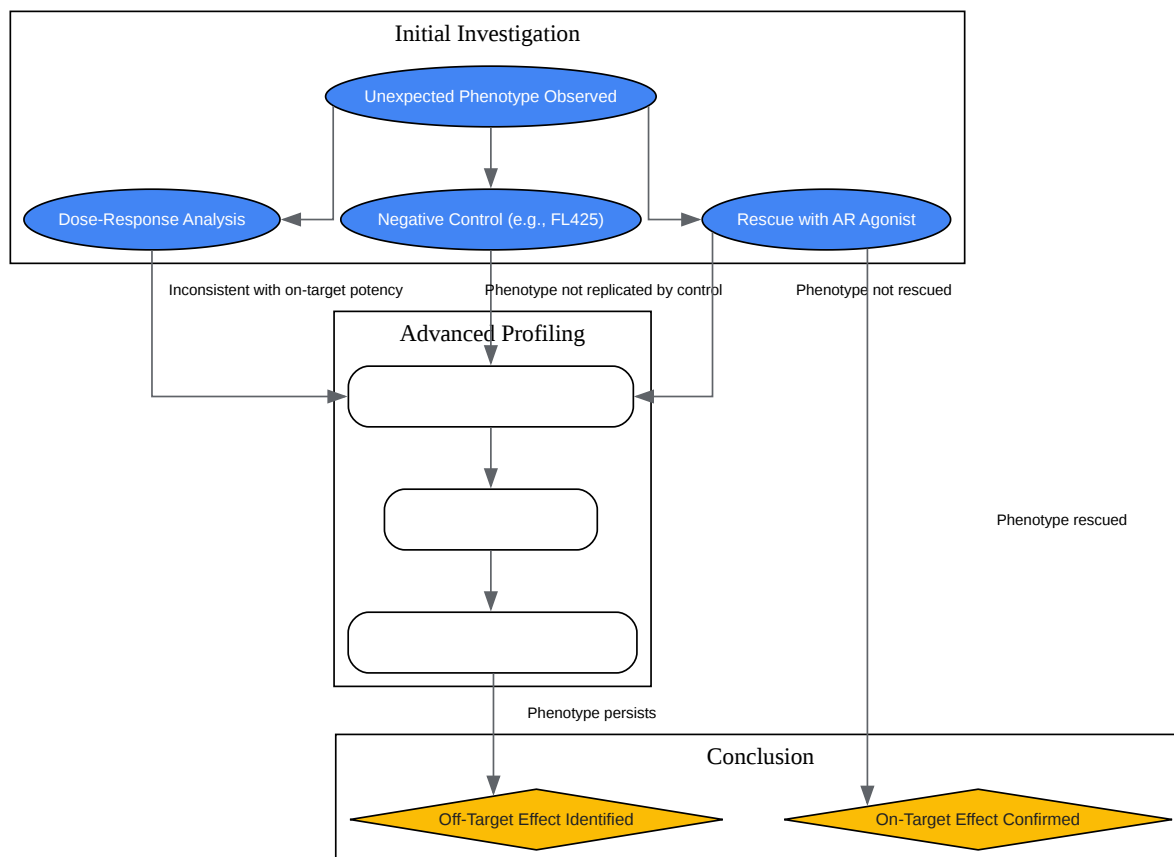 Initial Investigation
Unexpected Phenotype Observed
Dose-Response Analysis
Negative Control (e.g., FL425)
Rescue with AR Agonist
Inconsistent with on-target potency
Phenotype not replicated by control
Phenotype not rescued
Advanced Profiling
Phenotype rescued
Phenotype persists
Conclusion
Off-Target Effect Identified
On-Target Effect Confirmed